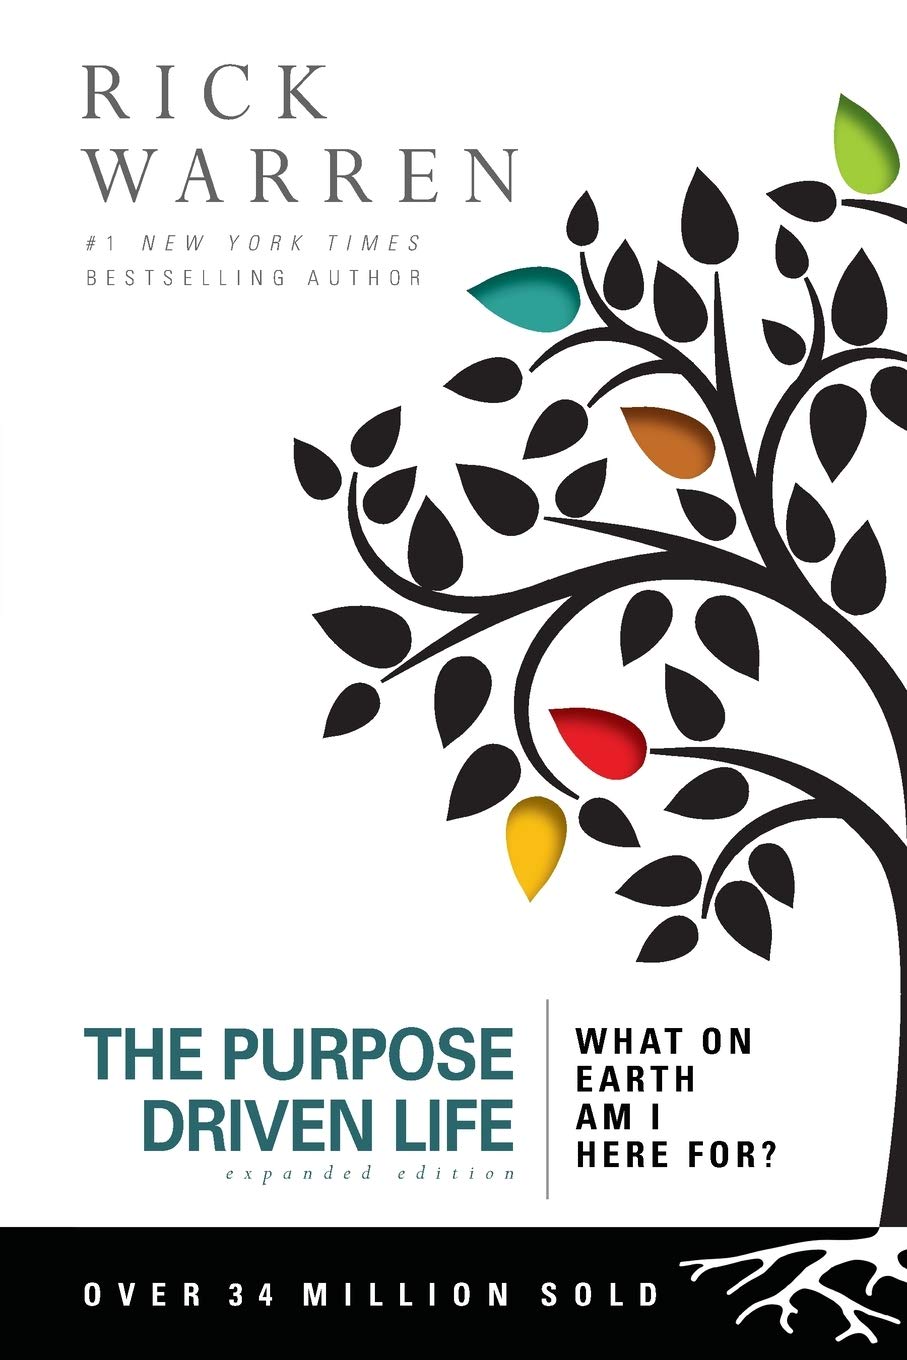 RICK
WARREN
#1 NEW YORK TIMES
BESTSELLING AUTHOR
THE PURPOSE
DRIVEN LIFE
expanded edition
WHAT ON
EARTH
AM I
HERE FOR?
OVER 34 MILLION SOLD